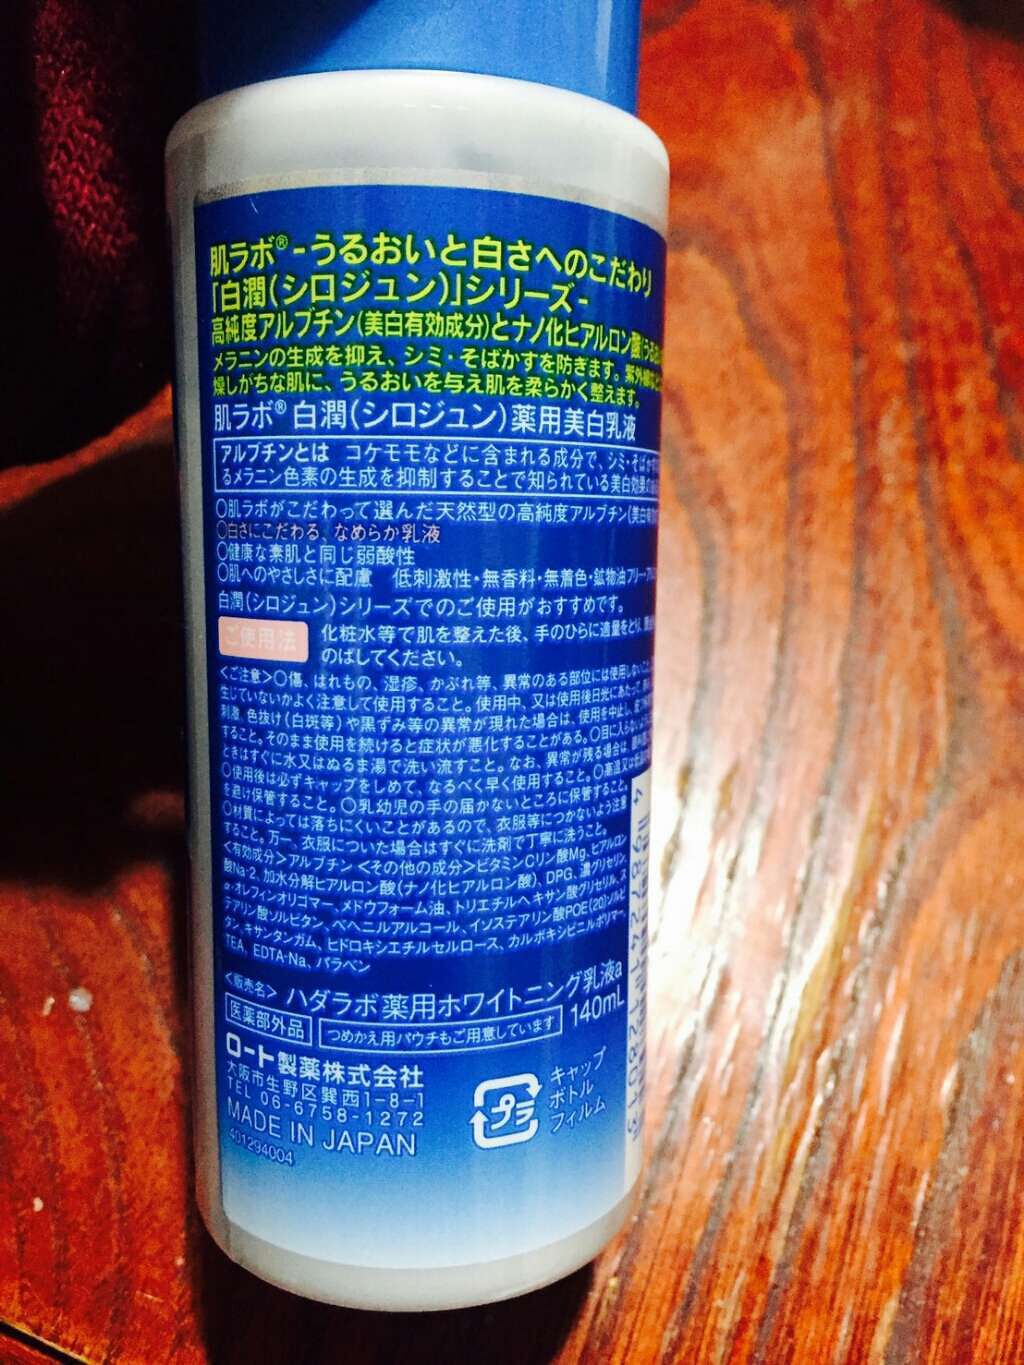 肌ラボ®-うるおいと白さへのこだわり
「白潤(シロジュン)」シリーズ-
高純度アルブチン(美白有効成分)とナノ化ヒアルロン酸
メラニンの生成を抑え、シミ・そばかすを防ぎます。紫外線
燥しがちな肌に、うるおいを与え肌を柔らかく整えます。
肌ラボ® 白潤(シロジュン)薬用美白乳液
アルブチンとは コケモモなどに含まれる成分で、シミ・そばか
るメラニン色素の生成を抑制することで知られている美白効果の
○肌ラボがこだわって選んだ天然型の高純度アルブチン(美白有
○白さにこだわる、なめらか乳液
○健康な素肌と同じ弱酸性
○肌へのやさしさに配慮 低刺激性・無香料・無着色・鉱物油フリー・アル
白潤(シロジュン)シリーズでのご使用がおすすめです。
ご使用法 化粧水等で肌を整えた後、手のひらに適量をとり、
のばしてください。
<ご注意>○傷、はれもの、湿疹、かぶれ等、異常のある部位には使用しないこと。
生じていないかよく注意して使用すること。使用中、又は使用後日光にあたって、
刺激、色抜け(白斑等)や黒ずみ等の異常が現れた場合は、使用を中止し、
すること。そのまま使用を続けると症状が悪化することがある。○目に入らないように
ときはすぐに水又はぬるま湯で洗い流すこと。なお、異常が残る場合は、
○使用後は必ずキャップをしめて、なるべく早く使用すること。○高温又は
を避け保管すること。○乳幼児の手の届かないところに保管すること。
○材質によっては落ちにくいことがあるので、衣服等につかないよう注意
すること。万一、衣服についた場合はすぐに洗剤で丁寧に洗うこと。
<有効成分>アルブチン<その他の成分>ビタミンCリン酸Mg、ヒアルロン
酸Na-2、加水分解ヒアルロン酸(ナノ化ヒアルロン酸)、DPG、濃グリセリン、
α-オレフィンオリゴマー、メドウフォーム油、トリエチルヘキサン酸グリセリル、ス
テアリン酸ソルビタン、ベヘニルアルコール、イソステアリン酸POE(20)ソルビ
タン、キサンタンガム、ヒドロキシエチルセルロース、カルボキシビニルポリマー、
TEA、EDTA-Na、パラベン
<販売名> ハダラボ薬用ホワイトニング乳液a
医薬部外品 つめかえ用パウチもご用意しています 140mL
ロート製薬株式会社
大阪市生野区巽西1-8-1
TEL 06-6758-1272
MADE IN JAPAN
401294004
プラ
キャップ
ボトル
フィルム
4 987241 128013